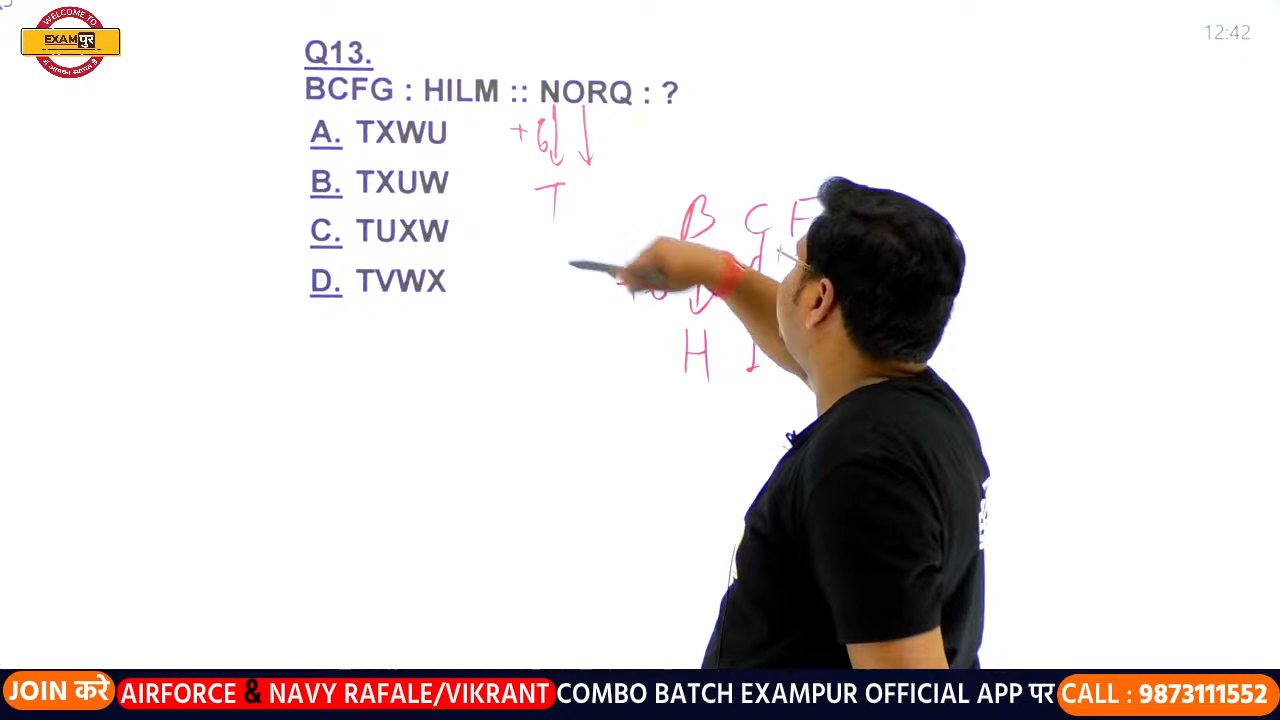 WELCOME TO
EXAMपुर
12:42
Q13.
BCFG : HILM :: NORQ : ?
A. TXWU
B. TXUW
C. TUXW
D. TVWX
+6
T
B C F
H I
JOIN करे AIRFORCE & NAVY RAFALE/VIKRANT COMBO BATCH EXAMPUR OFFICIAL APP पर CALL : 9873111552